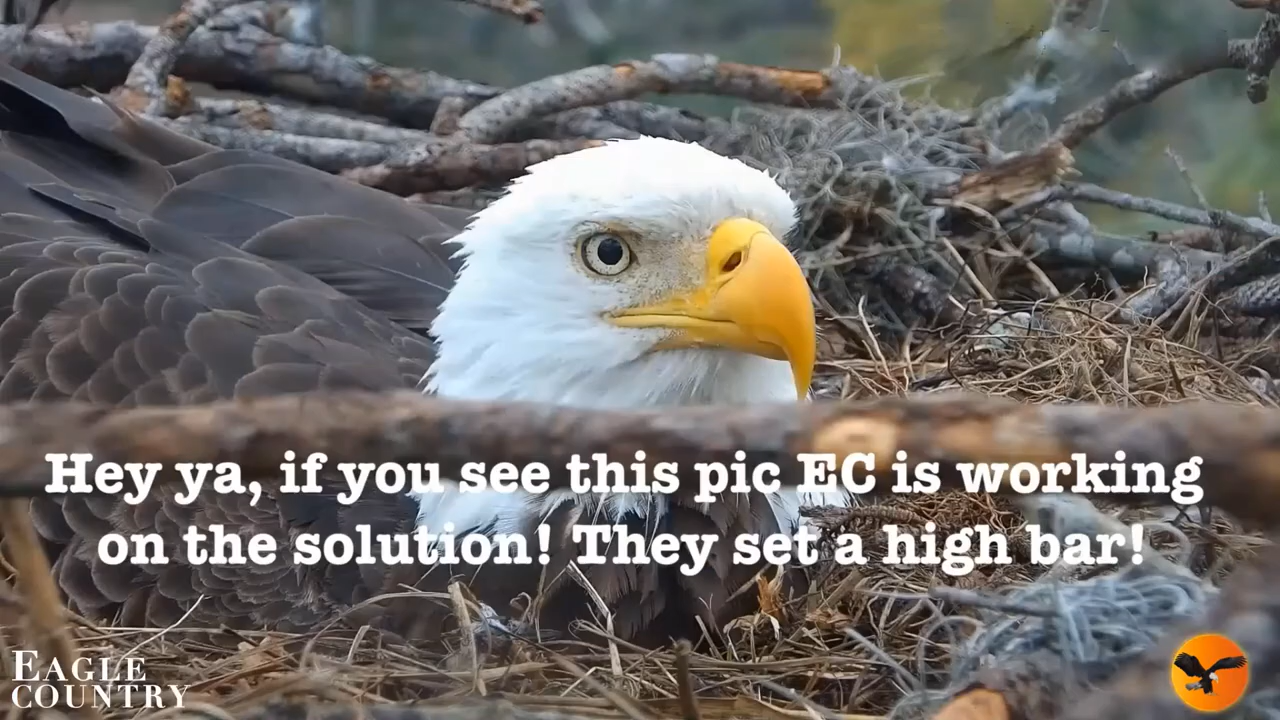 Hey ya, if you see this pic EC is working
on the solution! They set a high bar!
EAGLE
COUNTRY